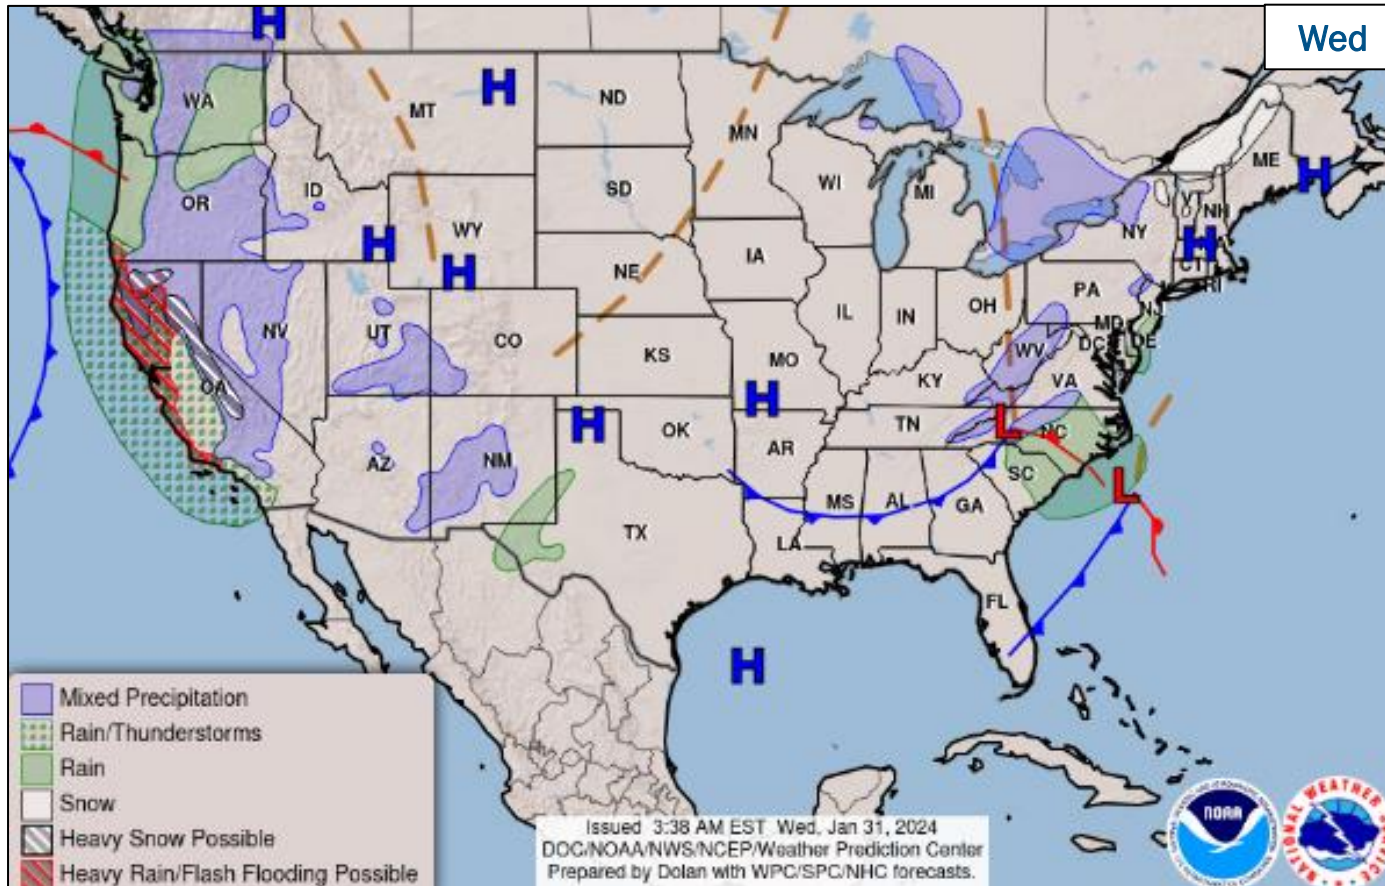 Wed
H
H
WA
MT
ND
MN
OR
ID
SD
WI
MI
ME
H
VT
NH
H
WY
H
NY
H
NE
IA
CT
RI
PA
NV
UT
CO
IL
IN
OH
NJ
MD
DC
DE
KS
MO
WV
VA
KY
CA
H
H
OK
TN
L
NC
AR
AZ
NM
SC
L
TX
MS
AL
GA
LA
FL
H
Mixed Precipitation
Rain/Thunderstorms
Rain
Snow
Heavy Snow Possible
Heavy Rain/Flash Flooding Possible
Issued 3:38 AM EST Wed, Jan 31, 2024
DOC/NOAA/NWS/NCEP/Weather Prediction Center
Prepared by Dolan with WPC/SPC/NHC forecasts.
NOAA
NATIONAL WEATHER SERVICE